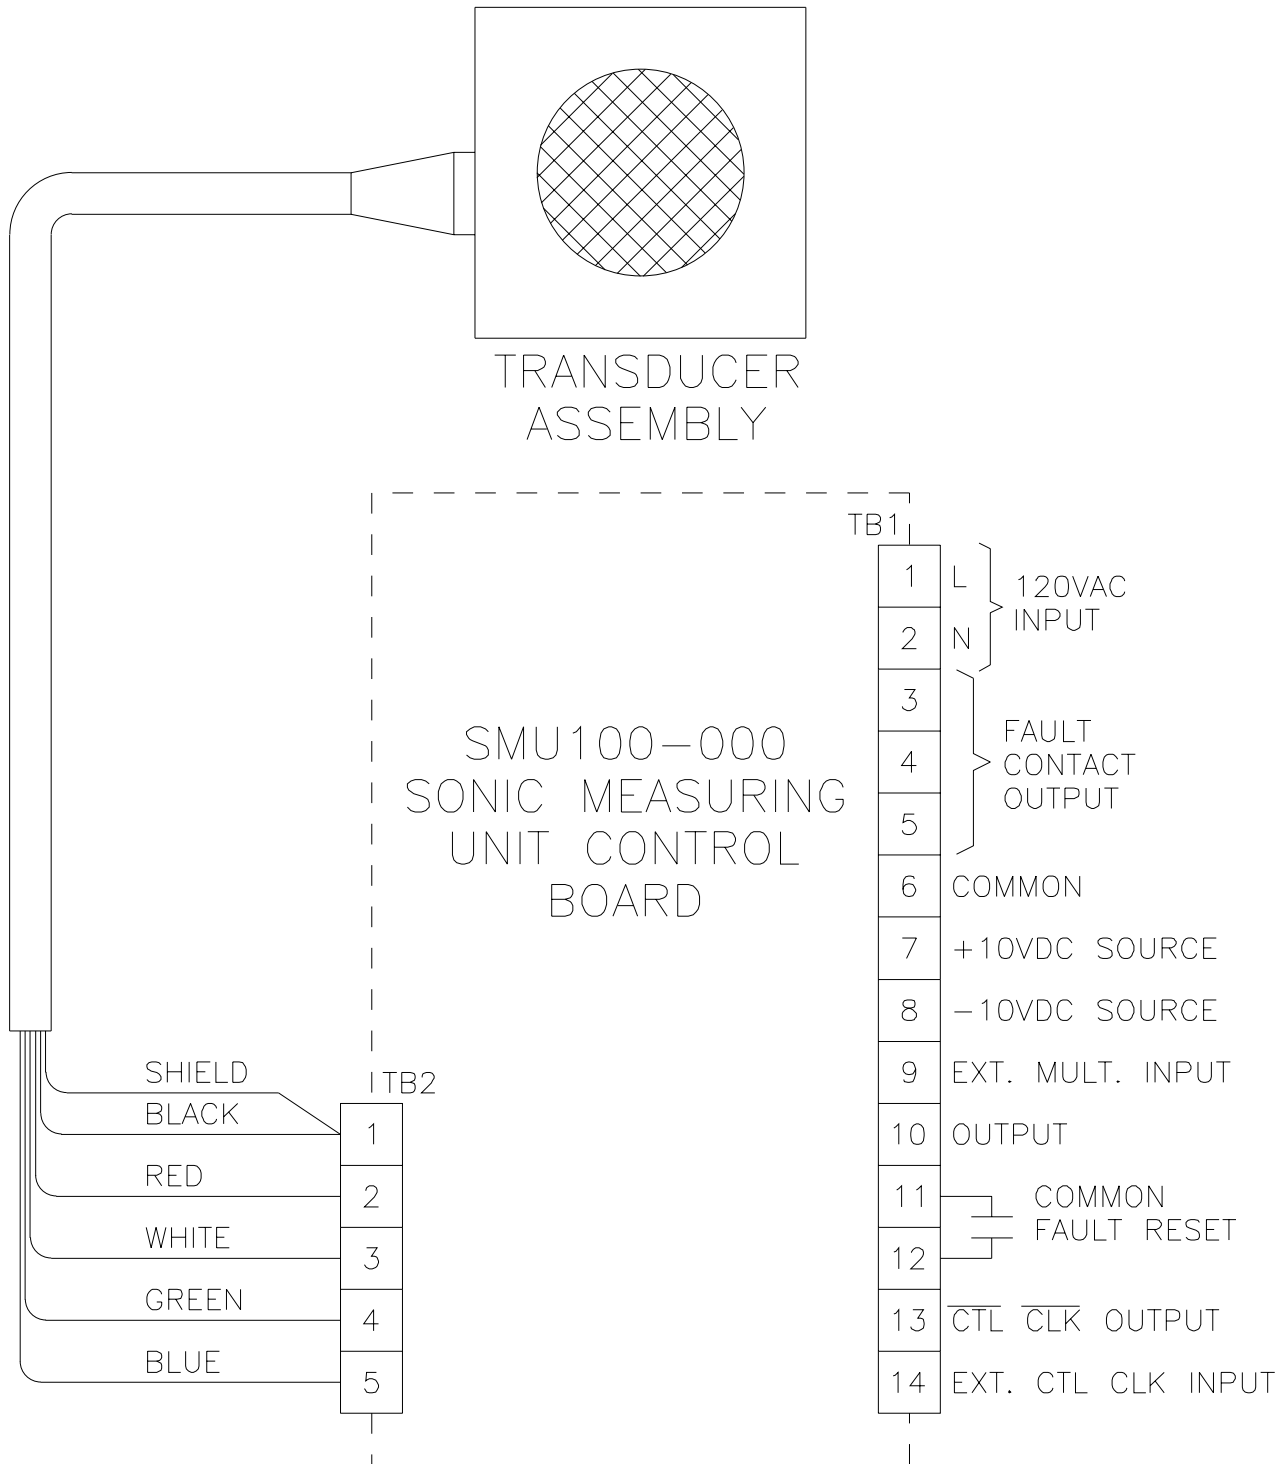 TRANSDUCER
ASSEMBLY
TB1
1 L
2 N
120VAC
INPUT
3
4
5
FAULT
CONTACT
OUTPUT
SMU100-000
SONIC MEASURING
UNIT CONTROL
BOARD
6 COMMON
7 +10VDC SOURCE
8 -10VDC SOURCE
9 EXT. MULT. INPUT
10 OUTPUT
11
12
COMMON
FAULT RESET
13 C̅T̅L̅ C̅L̅K̅ OUTPUT
14 EXT. CTL CLK INPUT
TB2
SHIELD
BLACK
1
RED
2
WHITE
3
GREEN
4
BLUE
5